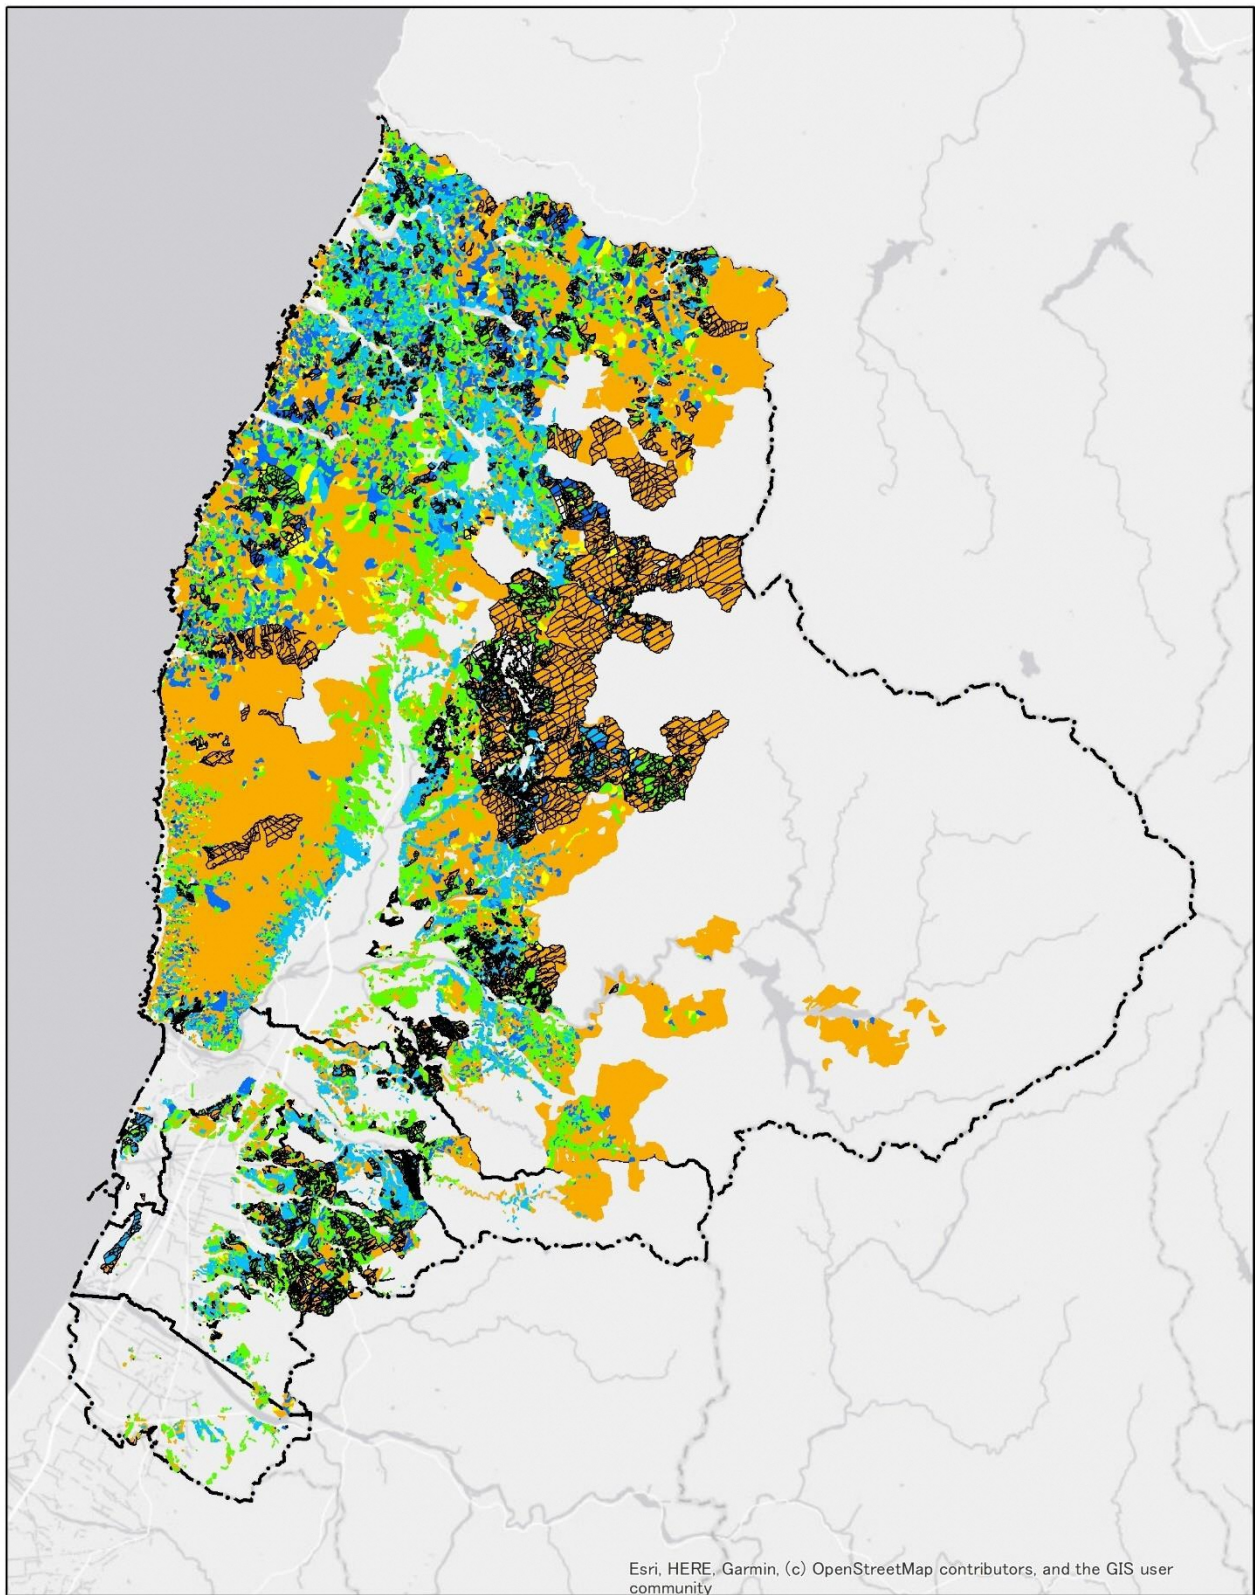 Esri, HERE, Garmin, (c) OpenStreetMap contributors, and the GIS user
community